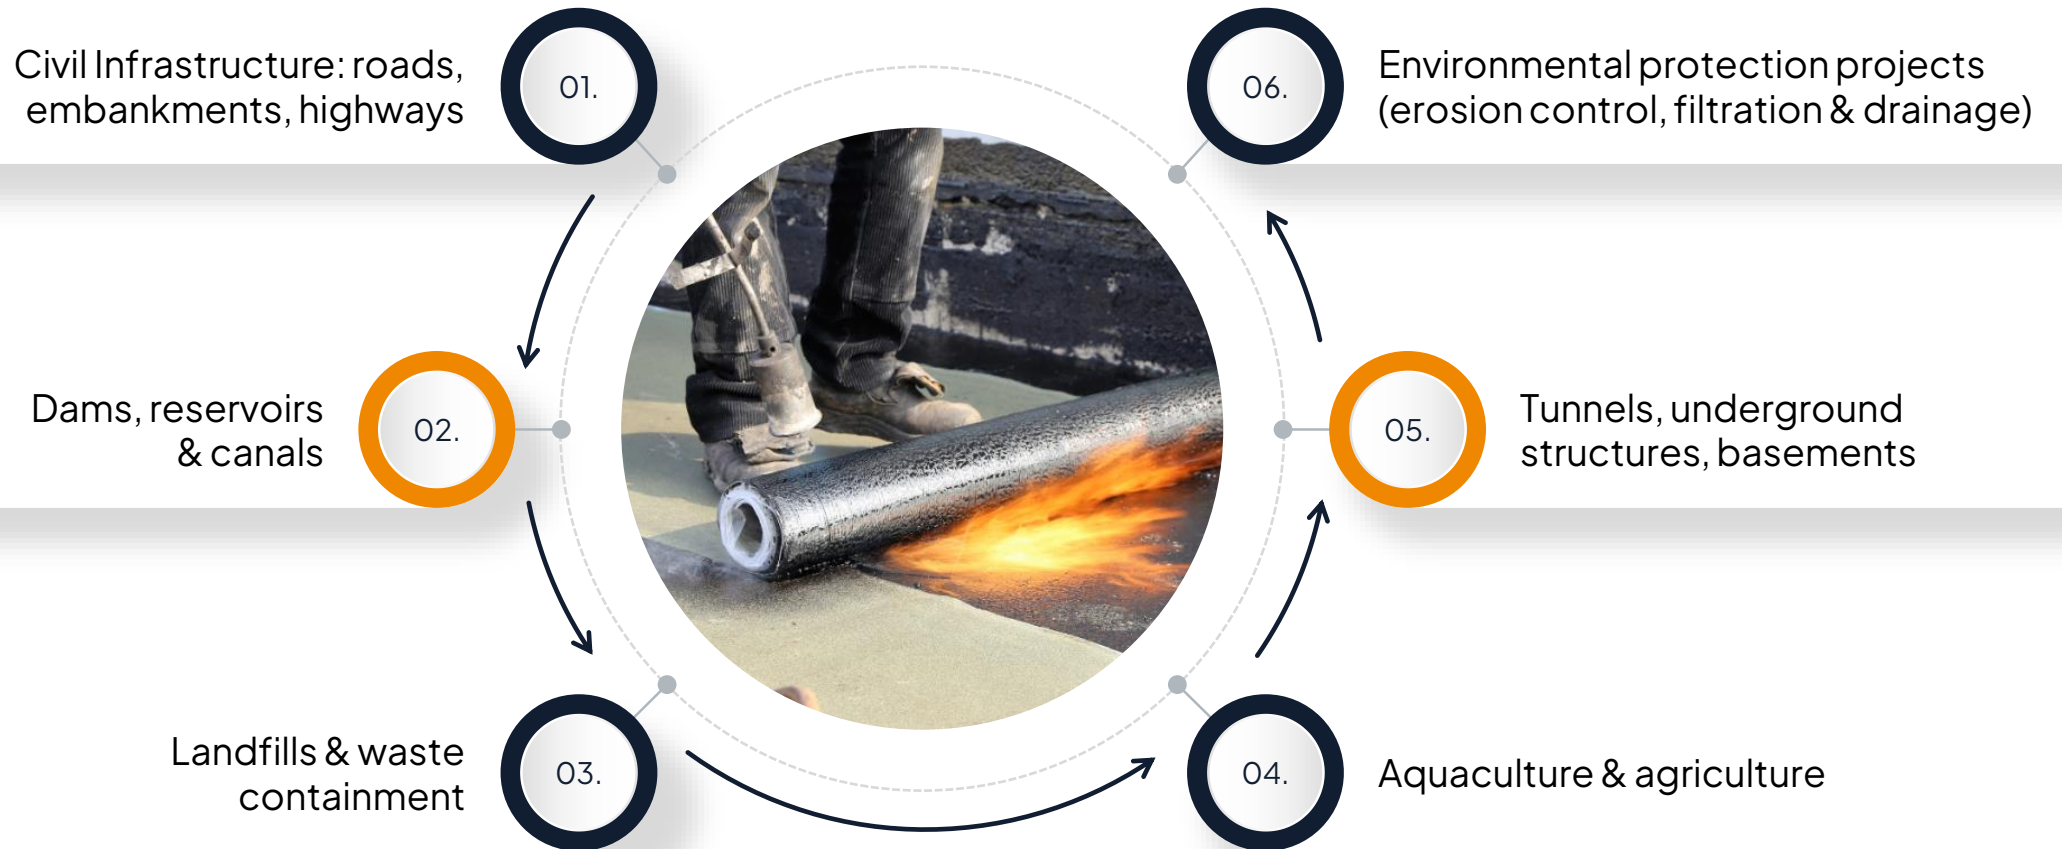 01.
Civil Infrastructure: roads,
embankments, highways
02.
Dams, reservoirs
& canals
03.
Landfills & waste
containment
04.
Aquaculture & agriculture
05.
Tunnels, underground
structures, basements
06.
Environmental protection projects
(erosion control, filtration & drainage)